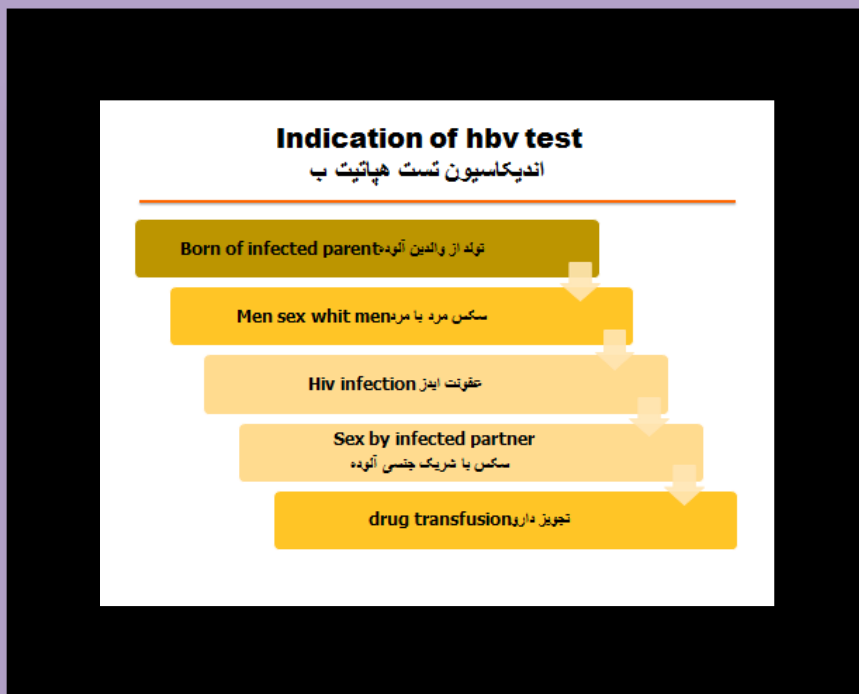 Indication of hbv test
اندیکاسیون تست هپاتیت ب
Born of infected parentتولد از والدین آلوده
Men sex whit menسکس مرد با مرد
Hiv infection عفونت ایدز
Sex by infected partner
سکس با شریک جنسی آلوده
drug transfusionتجویز دارو